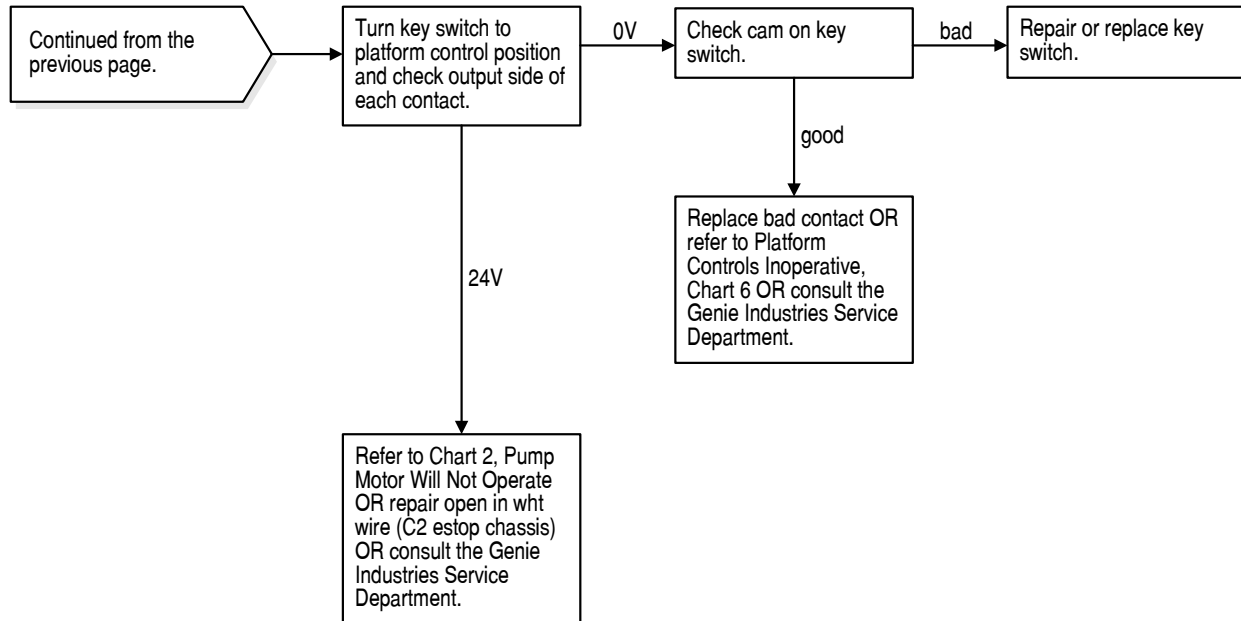 Continued from the
previous page.
Turn key switch to
platform control position
and check output side of
each contact.
0V
Check cam on key
switch.
bad
Repair or replace key
switch.
good
Replace bad contact OR
refer to Platform
Controls Inoperative,
Chart 6 OR consult the
Genie Industries Service
Department.
24V
Refer to Chart 2, Pump
Motor Will Not Operate
OR repair open in wht
wire (C2 estop chassis)
OR consult the Genie
Industries Service
Department.